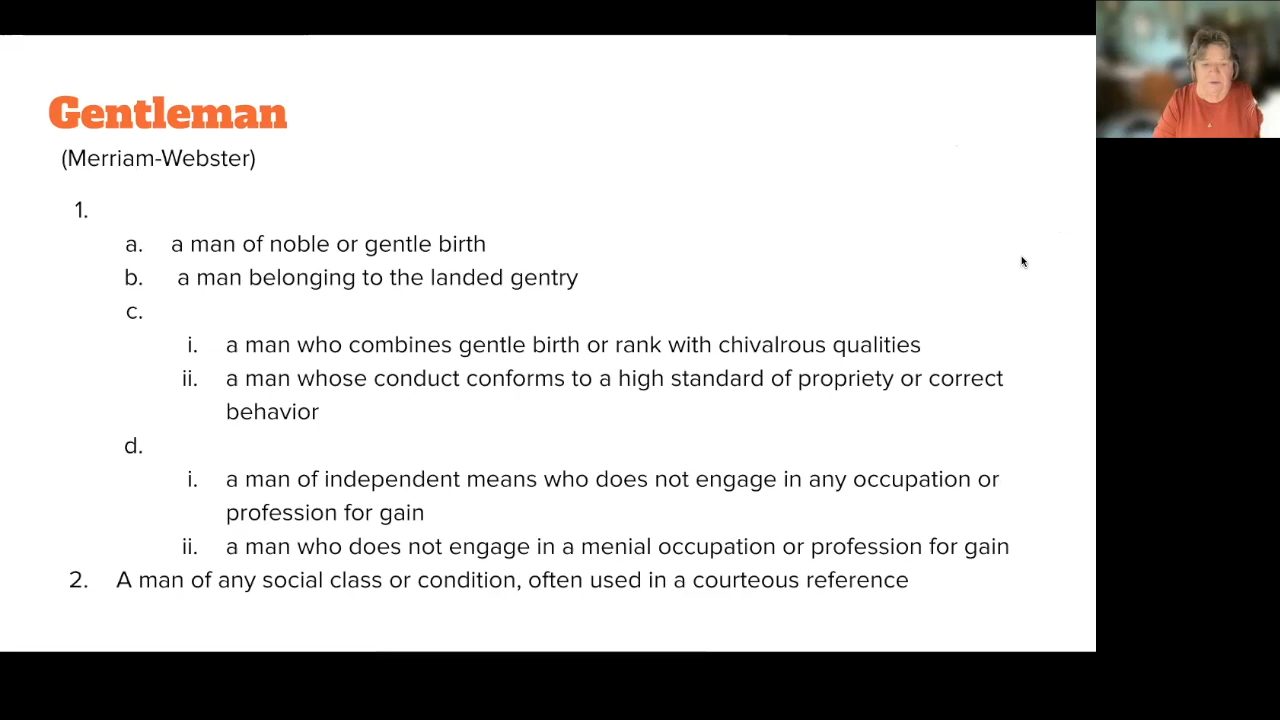 Gentleman
(Merriam-Webster)
1.
a. a man of noble or gentle birth
b. a man belonging to the landed gentry
c.
i. a man who combines gentle birth or rank with chivalrous qualities
ii. a man whose conduct conforms to a high standard of propriety or correct
behavior
d.
i. a man of independent means who does not engage in any occupation or
profession for gain
ii. a man who does not engage in a menial occupation or profession for gain
2. A man of any social class or condition, often used in a courteous reference